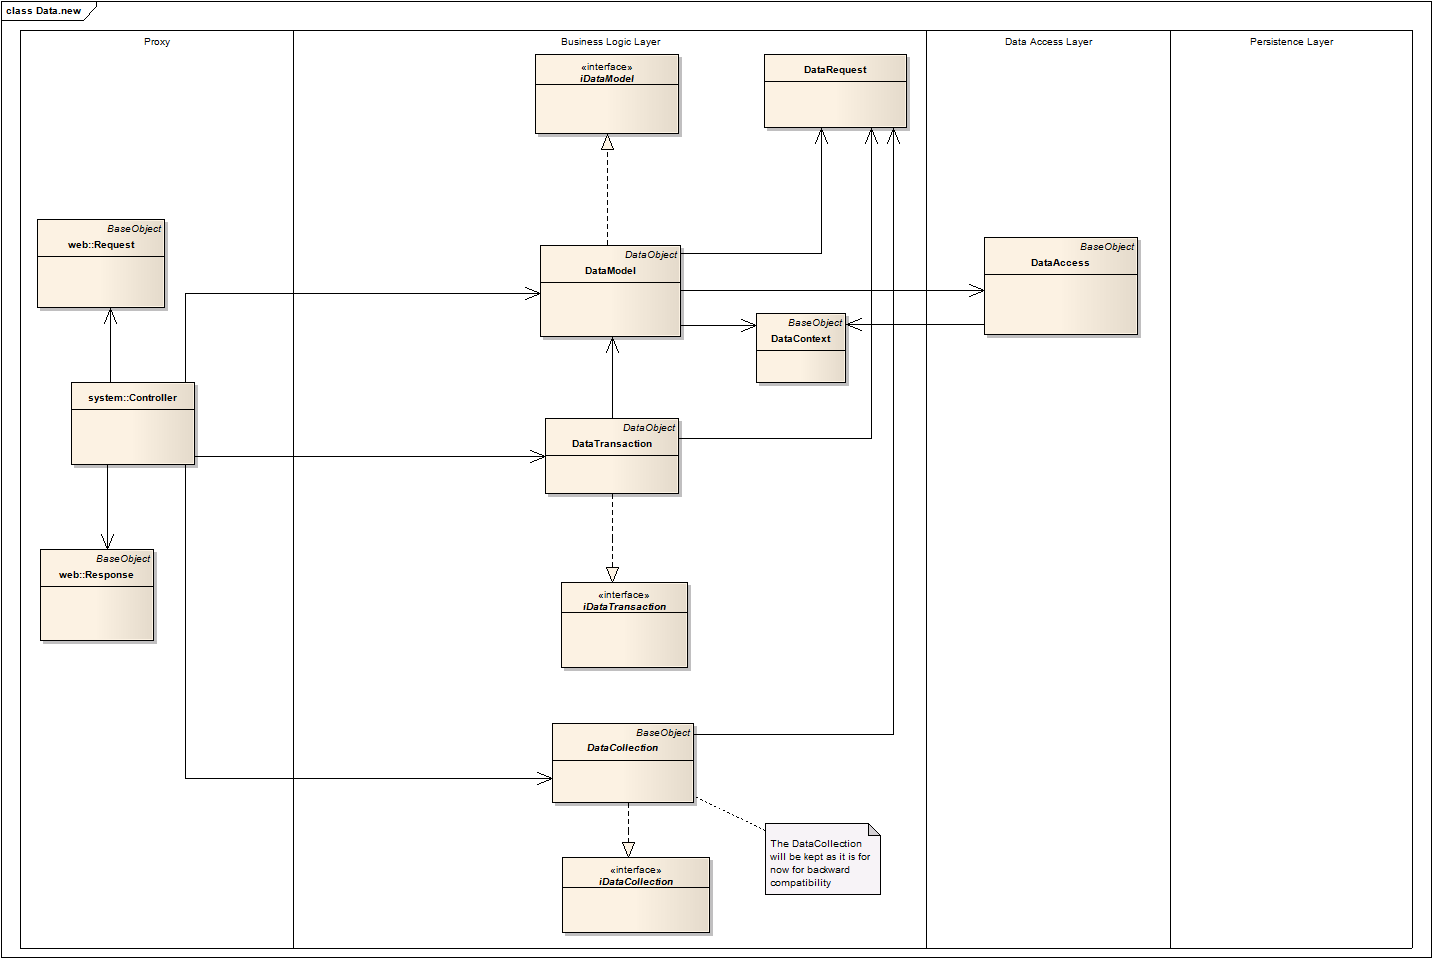 class Data.new
Proxy
Business Logic Layer
Data Access Layer
Persistence Layer
«interface»
iDataModel
DataRequest
BaseObject
web::Request
DataObject
DataModel
BaseObject
DataAccess
BaseObject
DataContext
system::Controller
DataObject
DataTransaction
BaseObject
web::Response
«interface»
iDataTransaction
BaseObject
DataCollection
The DataCollection
will be kept as it is for
now for backward
compatibility
«interface»
iDataCollection